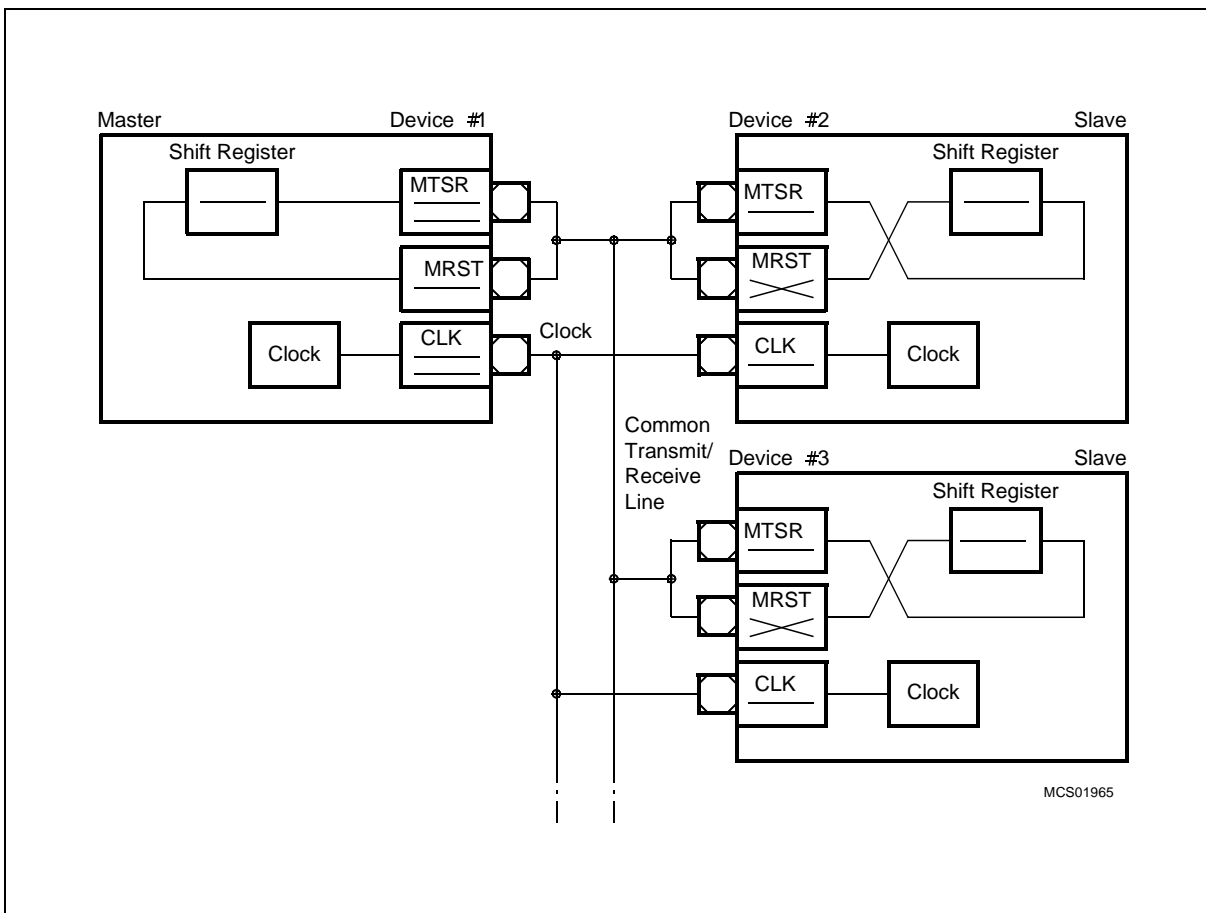 Master
Device #1
Shift Register
MTSR
MRST
CLK
Clock
Clock
Device #2
Slave
Shift Register
MTSR
MRST
CLK
Clock
Common
Transmit/
Receive
Line
Device #3
Slave
Shift Register
MTSR
MRST
CLK
Clock
MCS01965